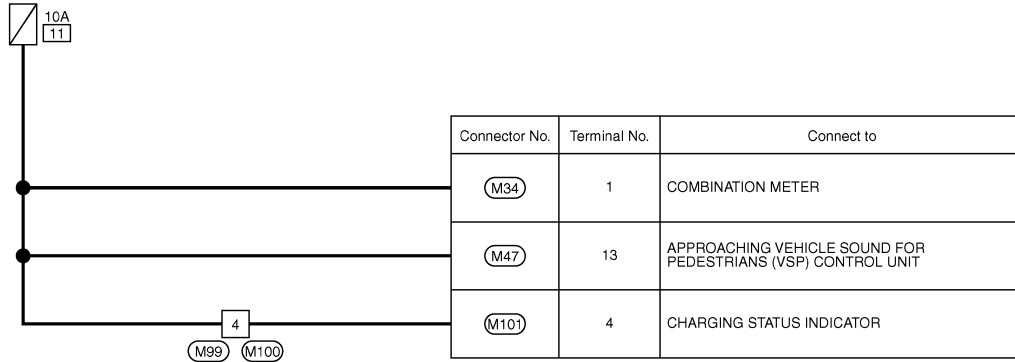 10A
11
Connector No. Terminal No. Connect to
M34 1 COMBINATION METER
M47 13 APPROACHING VEHICLE SOUND FOR
PEDESTRIANS (VSP) CONTROL UNIT
4 M101 4 CHARGING STATUS INDICATOR
M99 M100